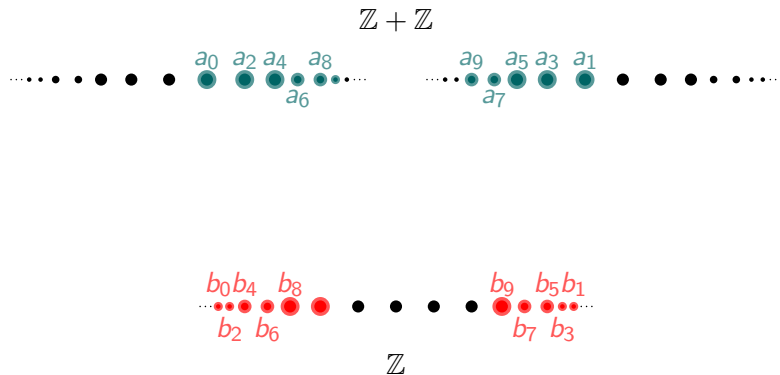 ℤ + ℤ
a₀ a₂ a₄ a₈ a₉ a₅ a₃ a₁
a₆ a₇
b₀ b₄ b₈ b₉ b₅ b₁
b₂ b₆ b₇ b₃
ℤ